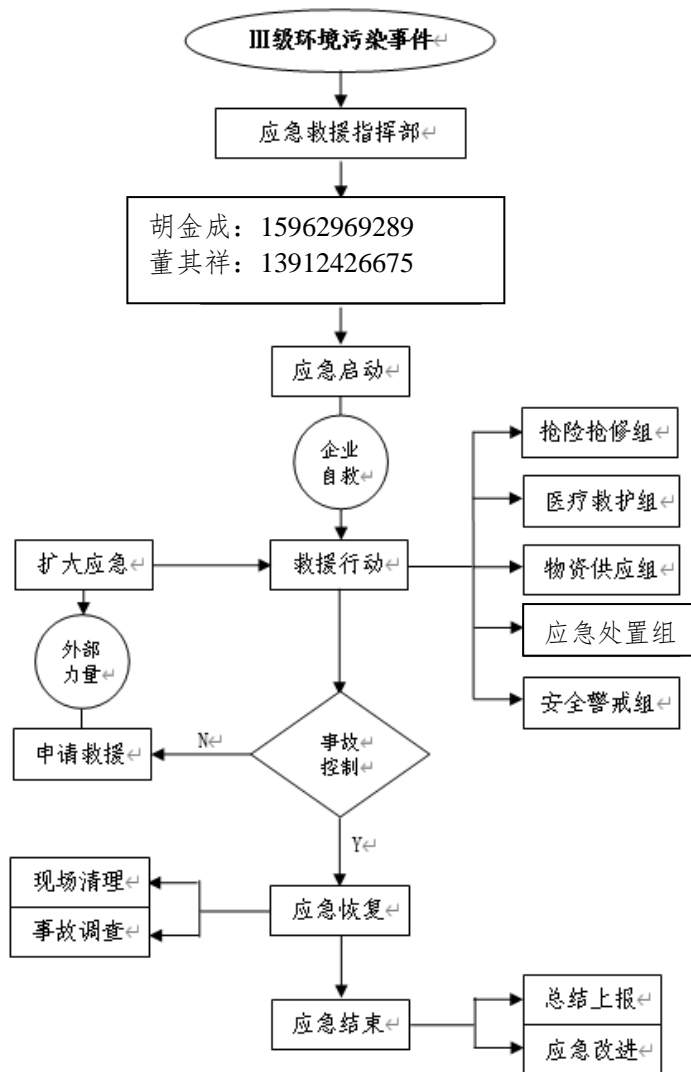 Ⅲ级环境污染事件
应急救援指挥部
胡金成：15962969289
董其祥：13912426675
应急启动
企业
自救
抢险抢修组
医疗救护组
扩大应急
救援行动
物资供应组
应急处置组
外部
力量
安全警戒组
申请救援
N
事故
控制
Y
现场清理
事故调查
应急恢复
总结上报
应急结束
应急改进